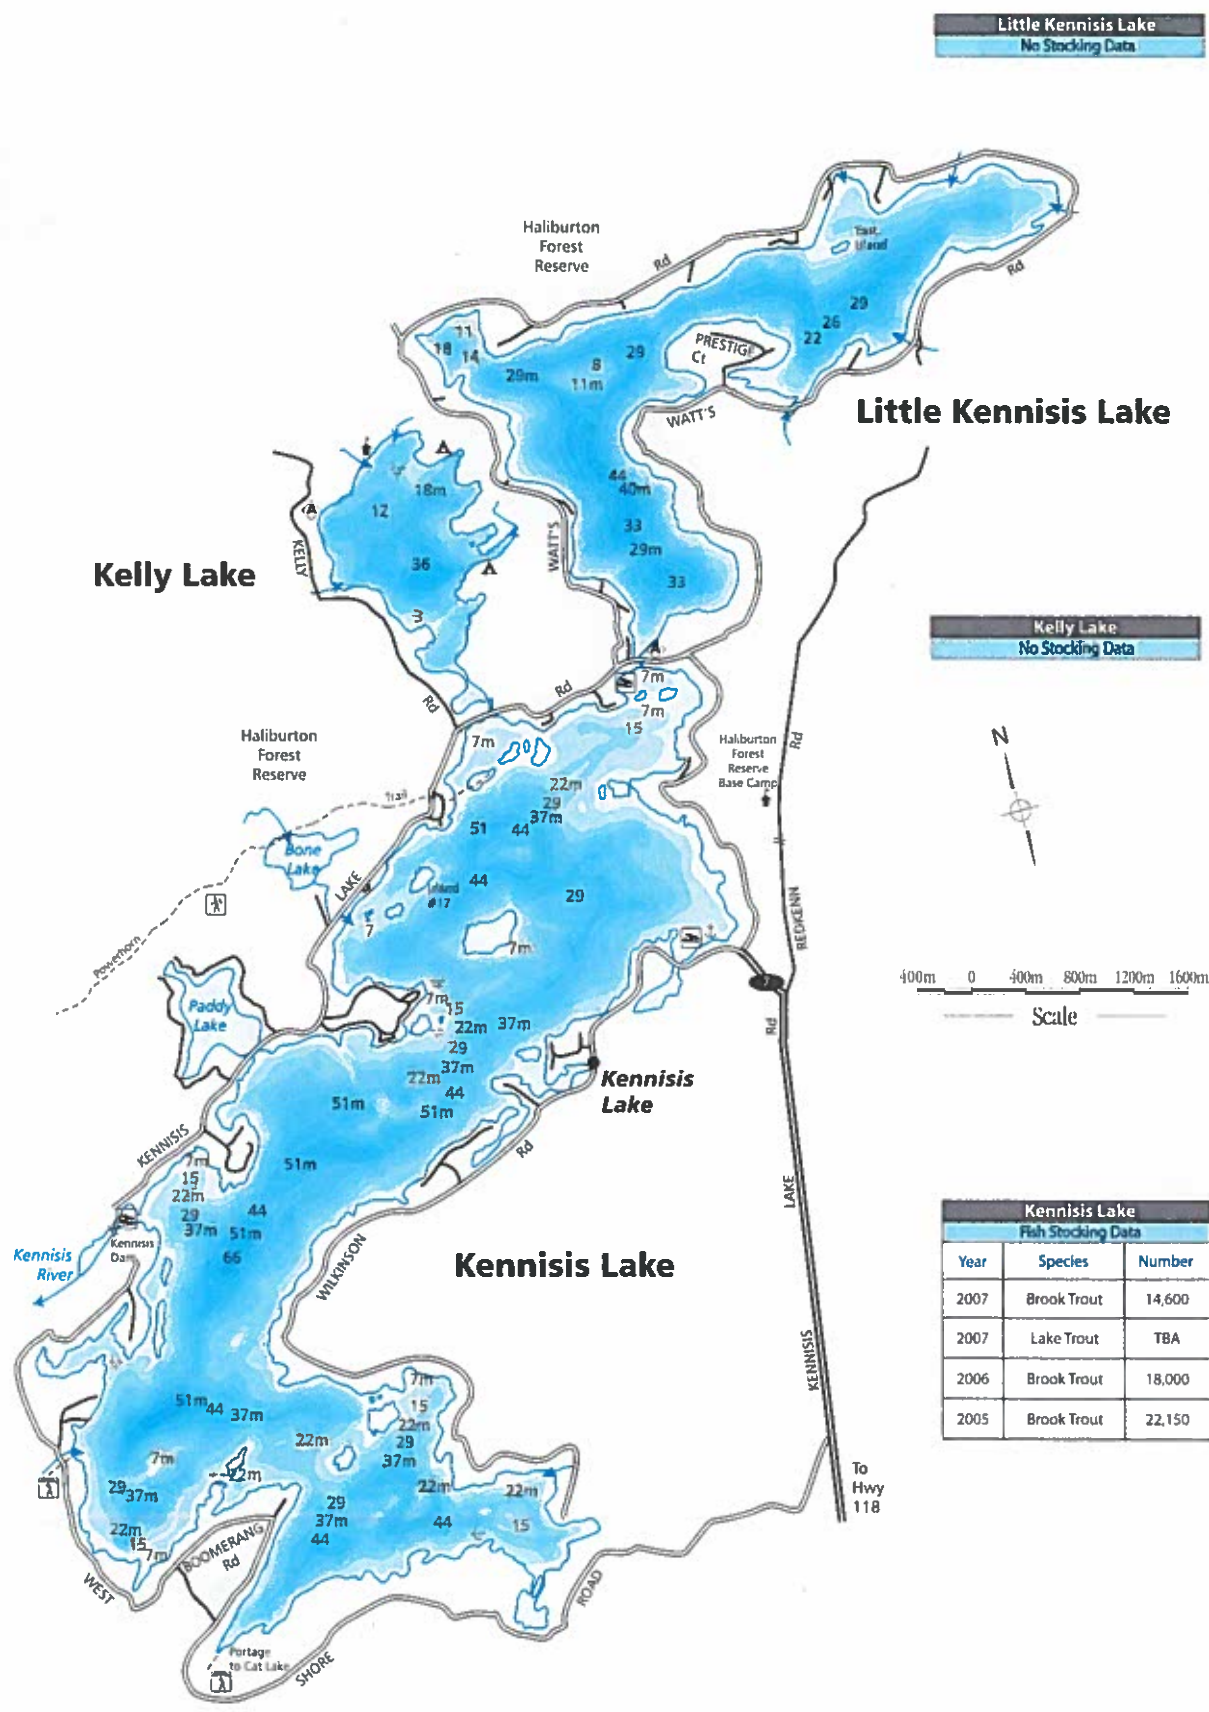 Little Kennisis Lake
No Stocking Data
Haliburton
Forest
Reserve
Rd
East
Island
Rd
29
26
22
PRESTIGE
Ct
11
18
14
29m
8
11m
29
WATT'S
Little Kennisis Lake
44
40m
33
29m
33
WATT'S
18m
12
36
3
KELLY
Kelly Lake
Rd
Rd
Kelly Lake
No Stocking Data
7m
7m
15
7m
Haliburton
Forest
Reserve
Haliburton
Forest
Reserve
Base Camp
Rd
N
Trail
22m
29
37m
51
44
Bone
Lake
LAKE
44
Island
#17
29
7
7m
REDKENN
Powerhorn
Paddy
Lake
7m
15
22m
37m
29
37m
22m
44
51m
51m
Rd
400m 0 400m 800m 1200m 1600m
Scale
Kennisis
Lake
KENNISIS
Rd
51m
7m
15
22m
29
37m
44
51m
66
LAKE
Kennisis
Dam
Kennisis
River
WILKINSON
Kennisis Lake
Kennisis Lake
Fish Stocking Data
Year Species Number
2007 Brook Trout 14,600
2007 Lake Trout TBA
2006 Brook Trout 18,000
2005 Brook Trout 22,150
KENNISIS
7m
15
22m
29
37m
51m
44
37m
22m
7m
22m
29
37m
22m
15
7m
29
37m
44
22m
44
22m
15
To
Hwy
118
BOOMERANG
Rd
WEST
ROAD
SHORE
Portage
to Cat Lake